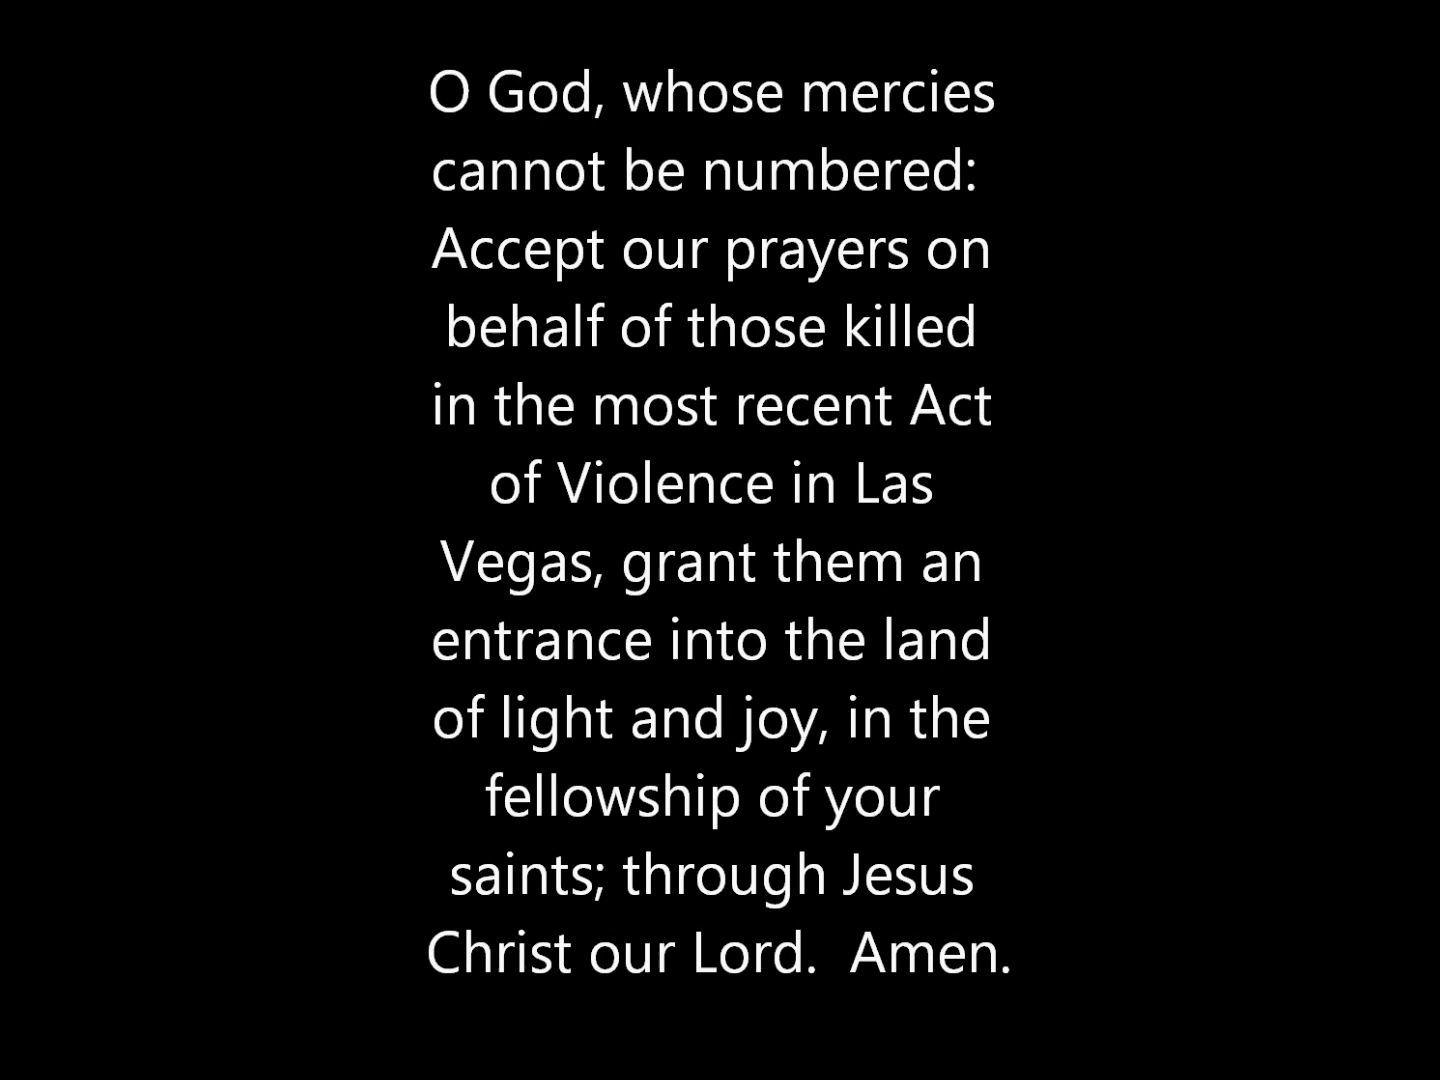 O God, whose mercies
cannot be numbered:
Accept our prayers on
behalf of those killed
in the most recent Act
of Violence in Las
Vegas, grant them an
entrance into the land
of light and joy, in the
fellowship of your
saints; through Jesus
Christ our Lord.  Amen.